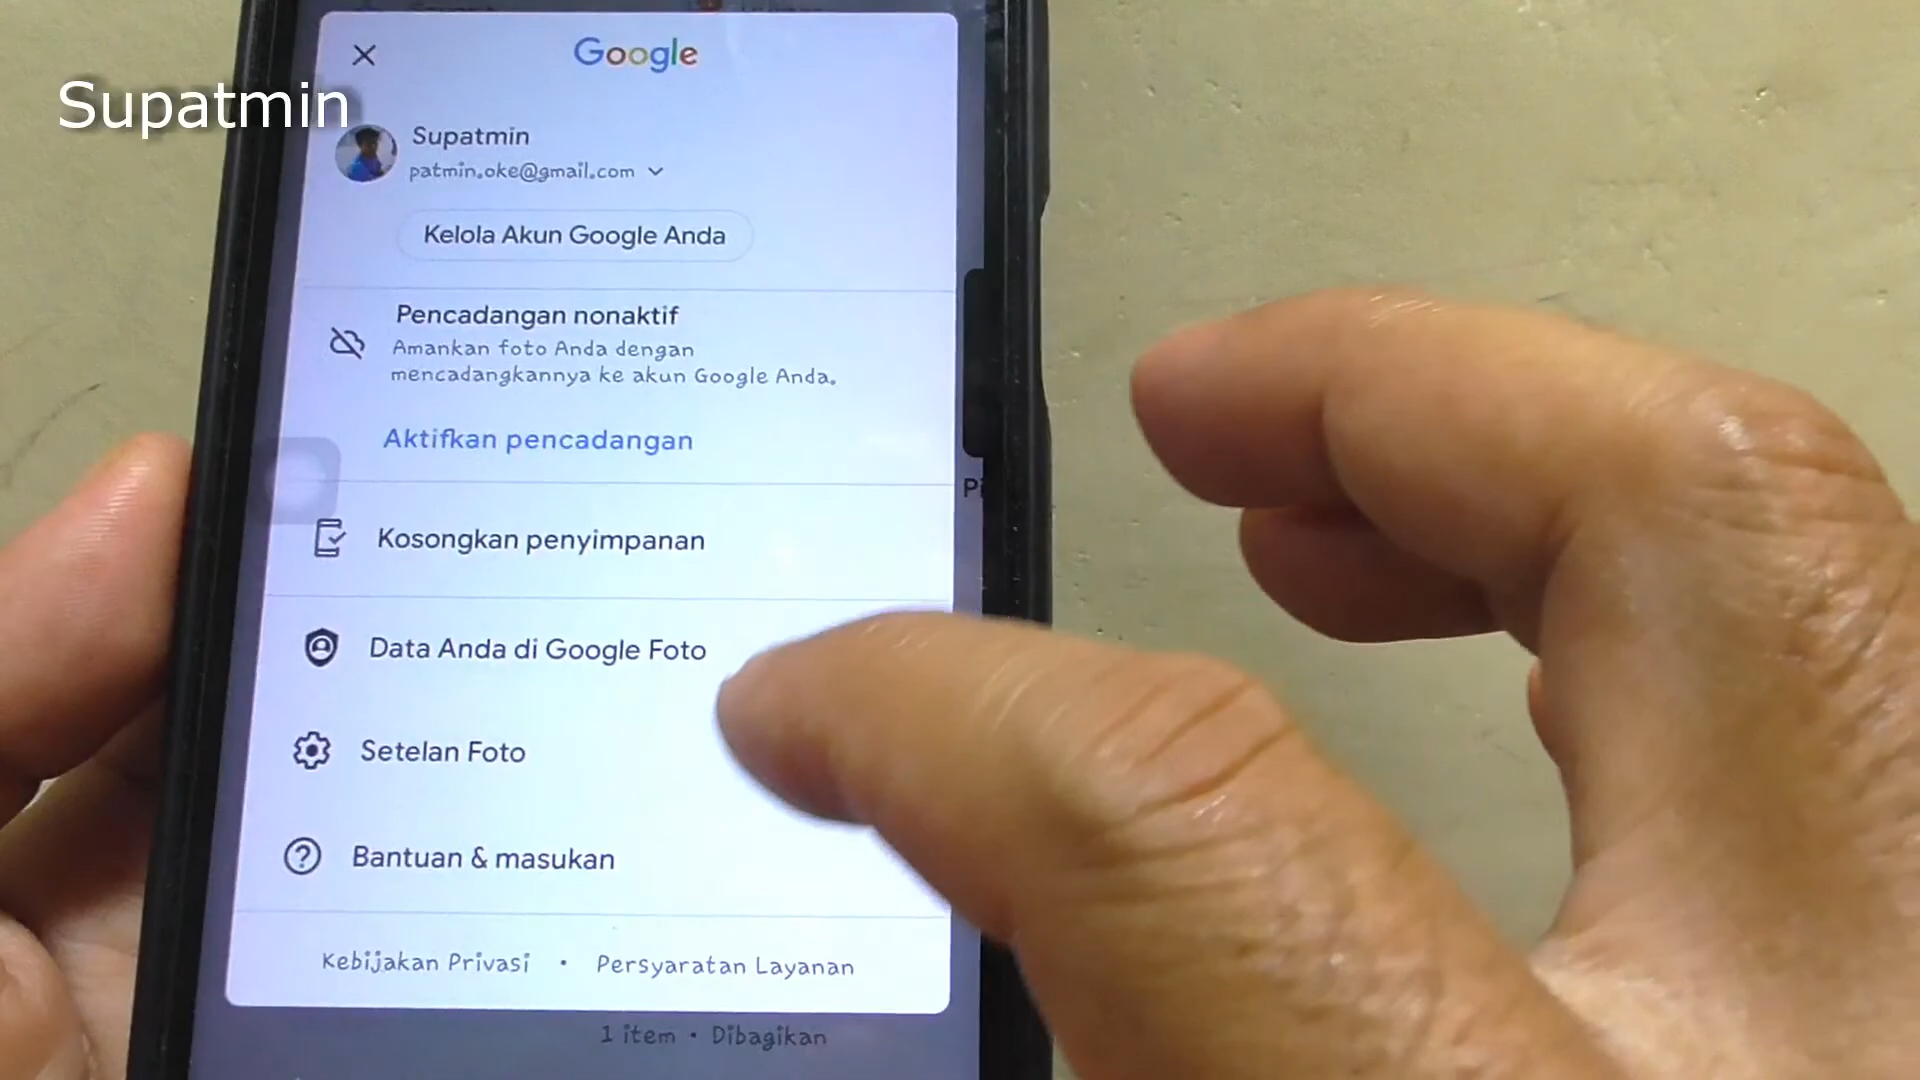 Google
Supatmin
Supatmin
patmin.oke@gmail.com
Kelola Akun Google Anda
Pencadangan nonaktif
Amankan foto Anda dengan
mencadangkannya ke akun Google Anda.
Aktifkan pencadangan
Kosongkan penyimpanan
Data Anda di Google Foto
Setelan Foto
Bantuan & masukan
Kebijakan Privasi • Persyaratan Layanan
1 item • Dibagikan